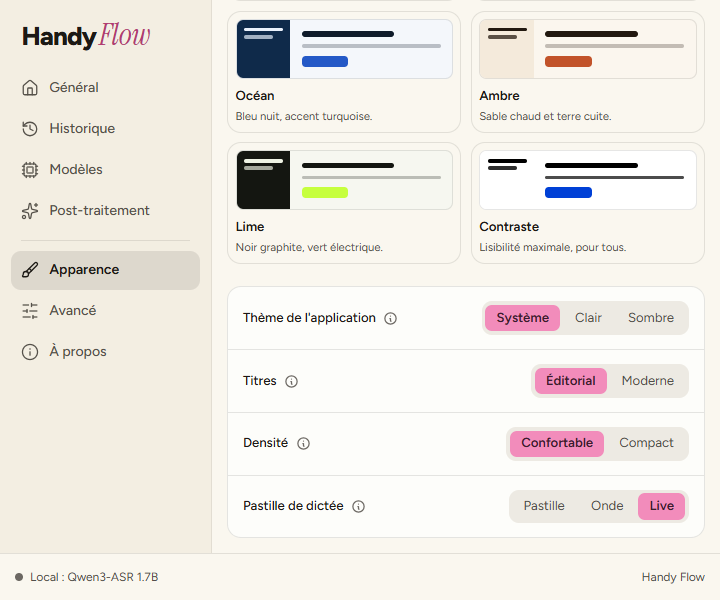 Handy Flow
Général
Historique
Modèles
Post-traitement
Apparence
Avancé
À propos
Océan
Bleu nuit, accent turquoise.
Ambre
Sable chaud et terre cuite.
Lime
Noir graphite, vert électrique.
Contraste
Lisibilité maximale, pour tous.
Thème de l'application
Système Clair Sombre
Titres
Éditorial Moderne
Densité
Confortable Compact
Pastille de dictée
Pastille Onde Live
Local : Qwen3-ASR 1.7B
Handy Flow